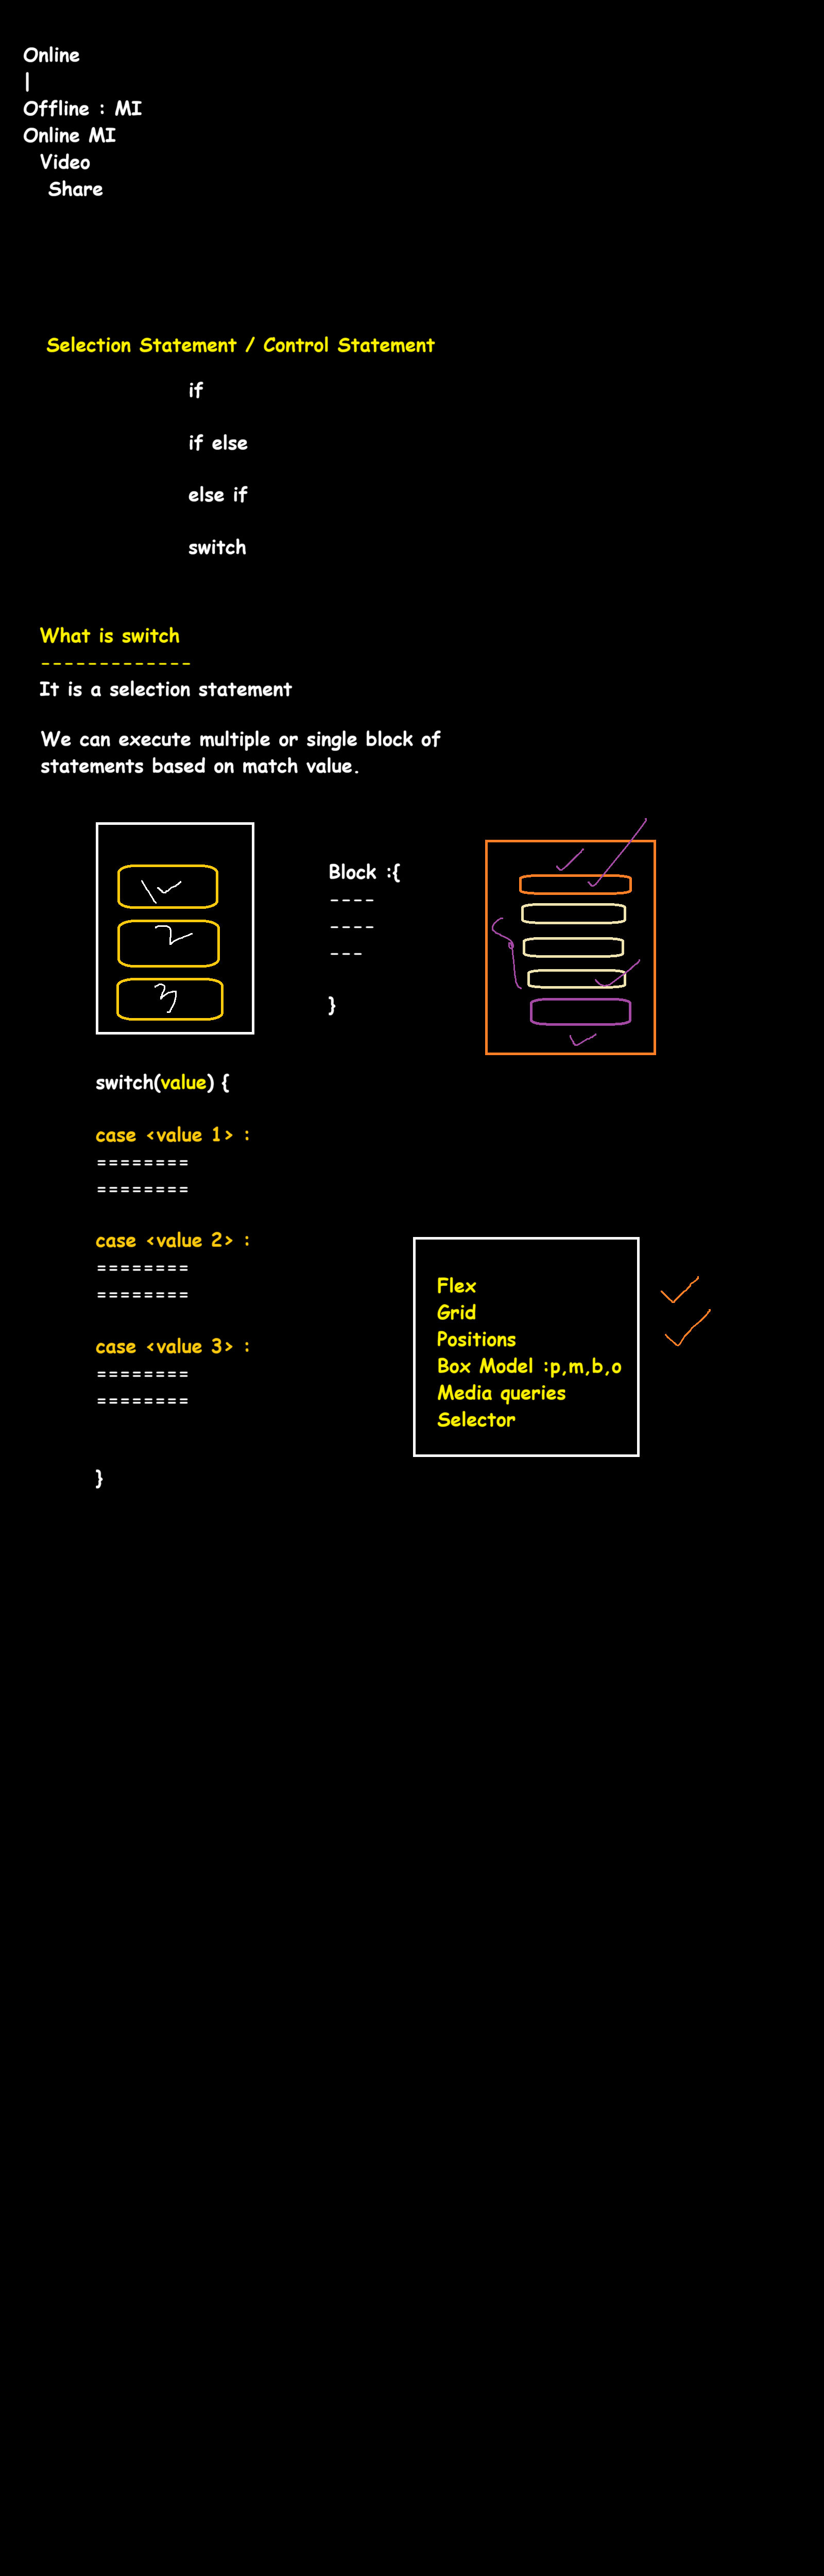 Online
|
Offline : MI
Online MI
Video
Share
Selection Statement / Control Statement
if
if else
else if
switch
What is switch
-------------
It is a selection statement
We can execute multiple or single block of
statements based on match value.
1
2
3
Block :{
----
----
---
}
switch(value) {
case <value 1> :
========
========
case <value 2> :
========
========
case <value 3> :
========
========
}
Flex
Grid
Positions
Box Model :p,m,b,o
Media queries
Selector